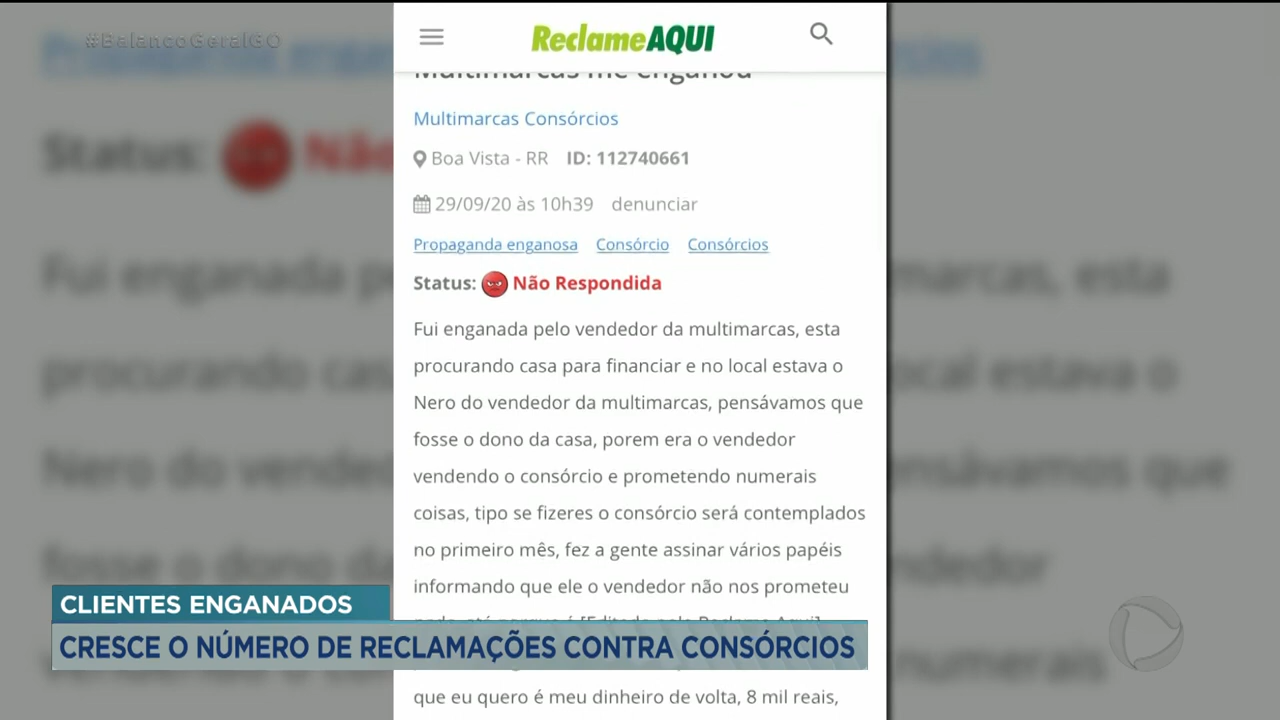 #BalancoGeralGO
ReclameAQUI
Multimarcas me enganou
Multimarcas Consórcios
Boa Vista - RR ID: 112740661
29/09/20 às 10h39 denunciar
Propaganda enganosa Consórcio Consórcios
Status: Não Respondida
Fui enganada pelo vendedor da multimarcas, esta
procurando casa para financiar e no local estava o
Nero do vendedor da multimarcas, pensávamos que
fosse o dono da casa, porem era o vendedor
vendendo o consórcio e prometendo numerais
coisas, tipo se fizeres o consórcio será contemplados
no primeiro mês, fez a gente assinar vários papéis
informando que ele o vendedor não nos prometeu
CLIENTES ENGANADOS
CRESCE O NÚMERO DE RECLAMAÇÕES CONTRA CONSÓRCIOS
que eu quero é meu dinheiro de volta, 8 mil reais,